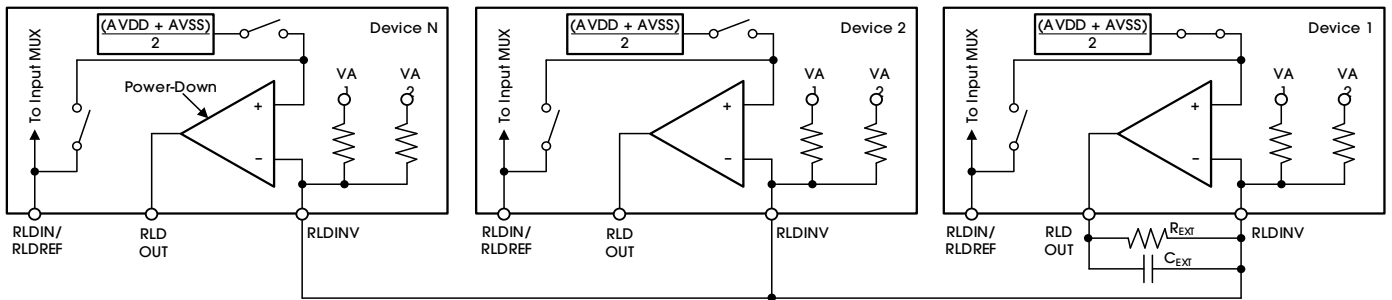 (AVDD + AVSS)
2
Device N
To Input MUX
Power-Down
VA
1
VA
2
+
−
RLDIN/
RLDREF
RLD
OUT
RLDINV
(AVDD + AVSS)
2
Device 2
To Input MUX
VA
1
VA
2
+
−
RLDIN/
RLDREF
RLD
OUT
RLDINV
(AVDD + AVSS)
2
Device 1
To Input MUX
VA
1
VA
2
+
−
RLDIN/
RLDREF
RLD
OUT
RLDINV
REXT
CEXT